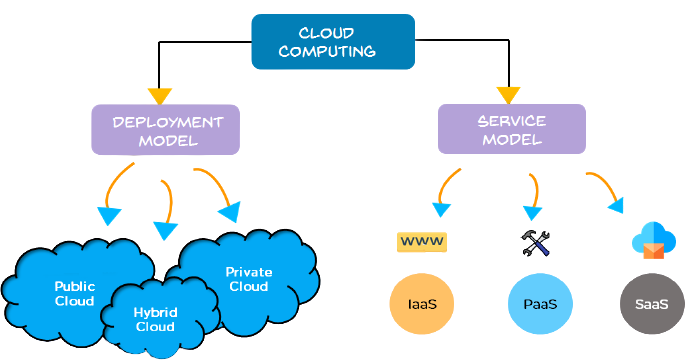 CLOUD
COMPUTING
DEPLOYMENT
MODEL
SERVICE
MODEL
Public
Cloud
Hybrid
Cloud
Private
Cloud
WWW
IaaS
PaaS
SaaS